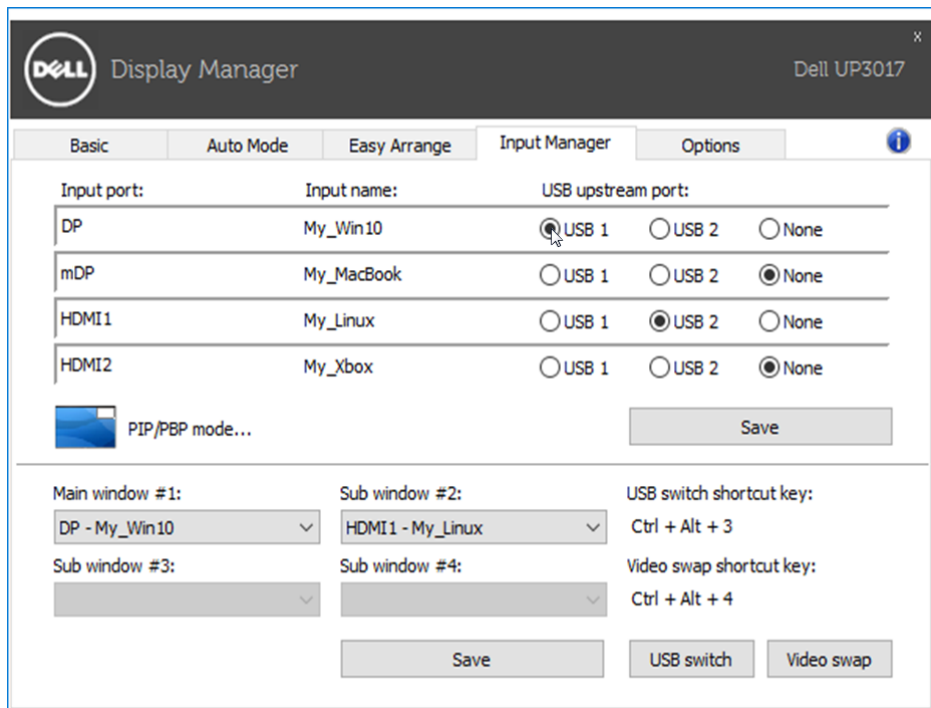 x
DELL Display Manager Dell UP3017
Basic Auto Mode Easy Arrange Input Manager Options i
Input port: Input name: USB upstream port:
DP My_Win10 USB 1 USB 2 None
mDP My_MacBook USB 1 USB 2 None
HDMI1 My_Linux USB 1 USB 2 None
HDMI2 My_Xbox USB 1 USB 2 None
PIP/PBP mode... Save
Main window #1: Sub window #2: USB switch shortcut key:
DP - My_Win10 HDMI1 - My_Linux Ctrl + Alt + 3
Sub window #3: Sub window #4: Video swap shortcut key:
Ctrl + Alt + 4
Save USB switch Video swap